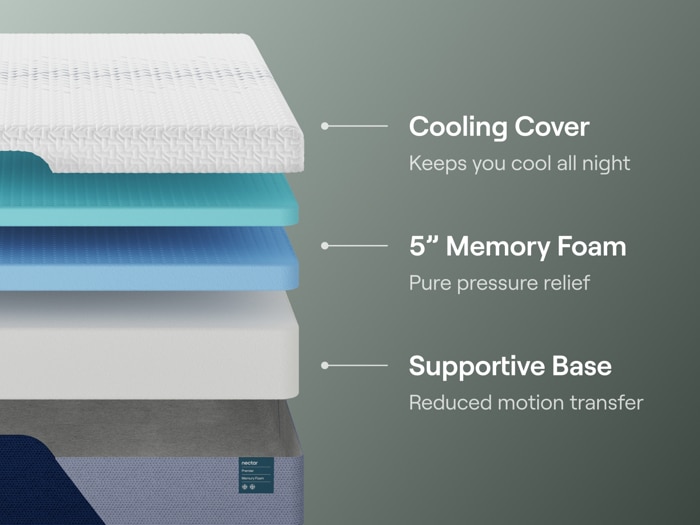 Cooling Cover
Keeps you cool all night
5” Memory Foam
Pure pressure relief
Supportive Base
Reduced motion transfer
nectar
Premier
Memory Foam